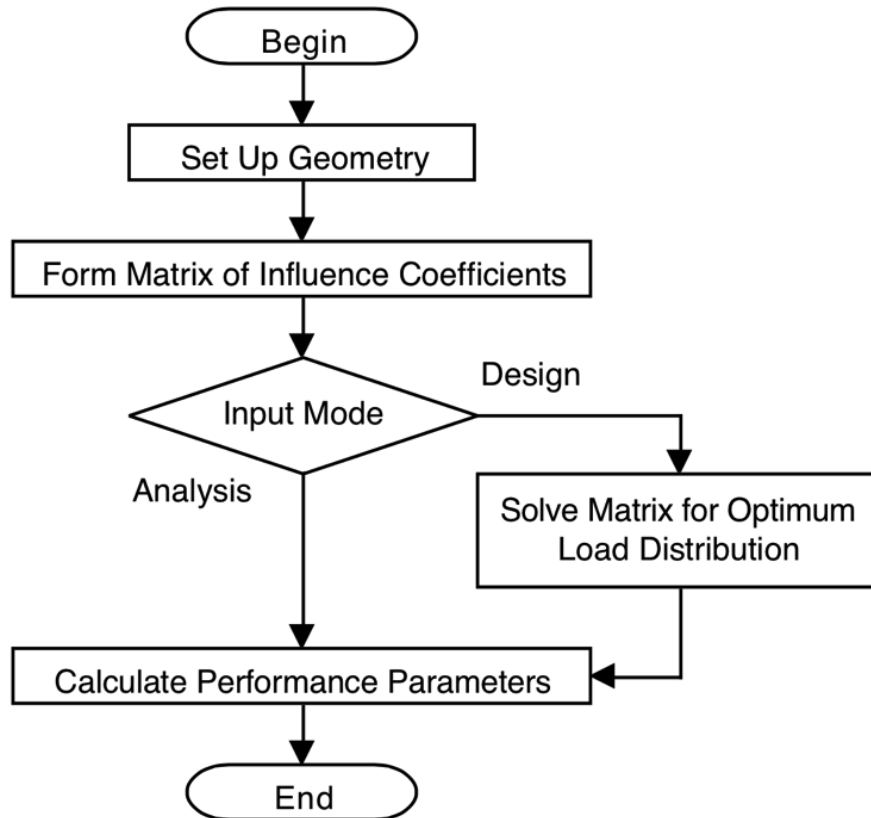 Begin
Set Up Geometry
Form Matrix of Influence Coefficients
Input Mode
Design
Analysis
Solve Matrix for Optimum
Load Distribution
Calculate Performance Parameters
End